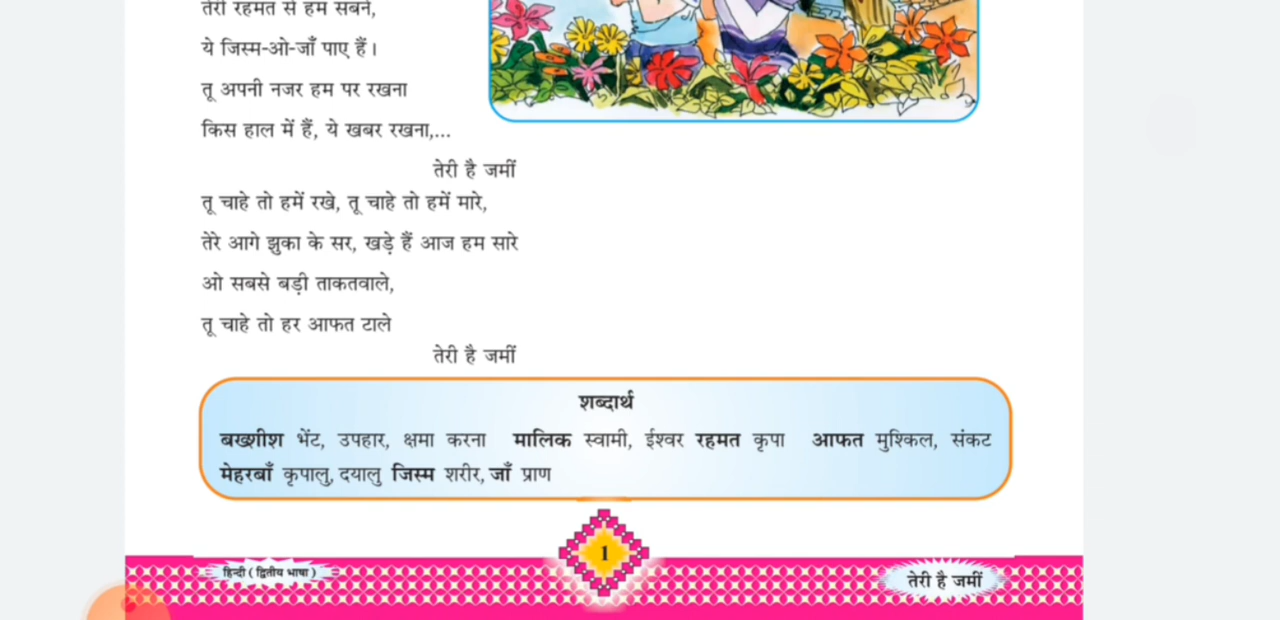 तेरी रहमत से हम सबने,
ये जिस्म-ओ-जाँ पाए हैं।
तू अपनी नजर हम पर रखना
किस हाल में हैं, ये खबर रखना,...
तेरी है जमीं
तू चाहे तो हमें रखे, तू चाहे तो हमें मारे,
तेरे आगे झुका के सर, खड़े हैं आज हम सारे
ओ सबसे बड़ी ताकतवाले,
तू चाहे तो हर आफत टाले
तेरी है जमीं
शब्दार्थ
बख्शीश भेंट, उपहार, क्षमा करना मालिक स्वामी, ईश्वर रहमत कृपा आफत मुश्किल, संकट
मेहरबाँ कृपालु, दयालु जिस्म शरीर, जाँ प्राण
1
हिन्दी (द्वितीय भाषा)
तेरी है जमीं